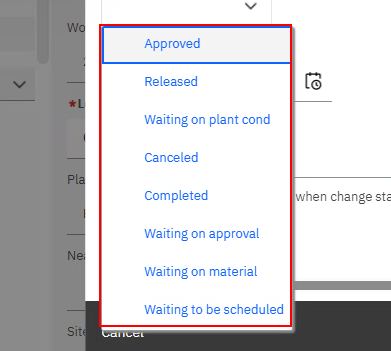 Wo
Approved
Released
*L
Waiting on plant cond
Canceled
Pla
Completed
when change sta
Waiting on approval
Nea
Waiting on material
Waiting to be scheduled
Site
Cancel